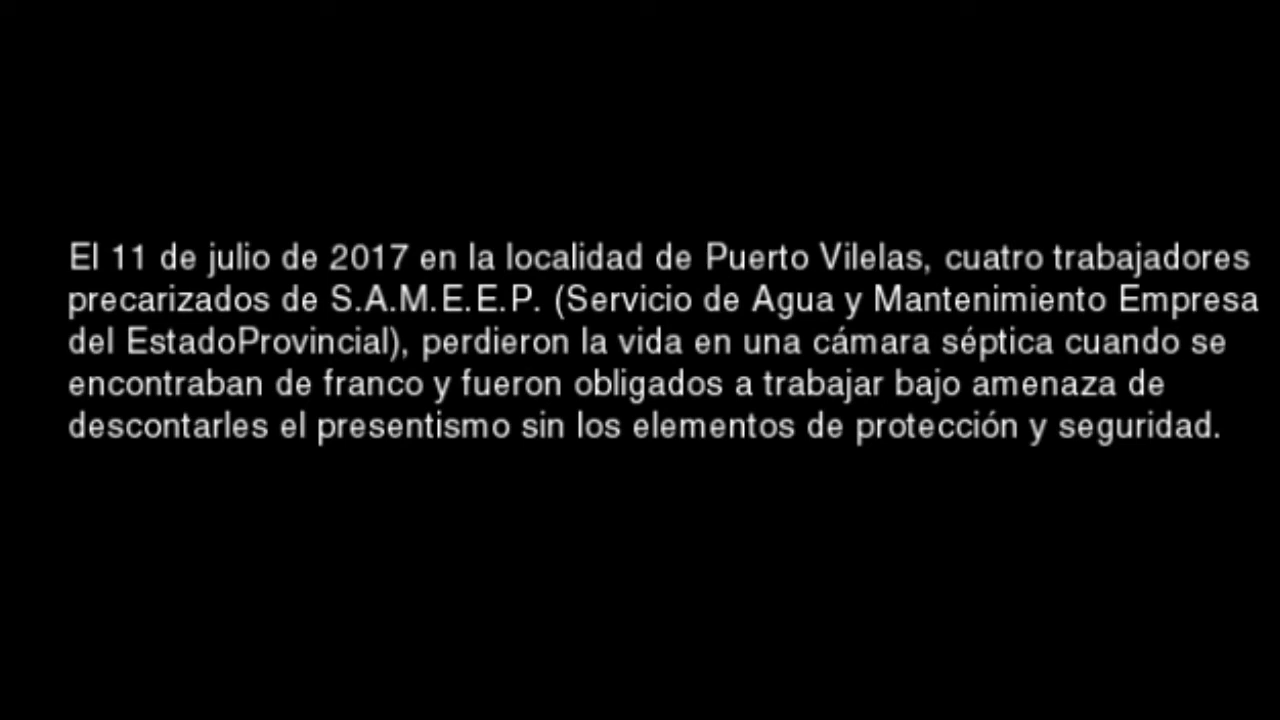 El 11 de julio de 2017 en la localidad de Puerto Vilelas, cuatro trabajadores
precarizados de S.A.M.E.E.P. (Servicio de Agua y Mantenimiento Empresa
del EstadoProvincial), perdieron la vida en una cámara séptica cuando se
encontraban de franco y fueron obligados a trabajar bajo amenaza de
descontarles el presentismo sin los elementos de protección y seguridad.